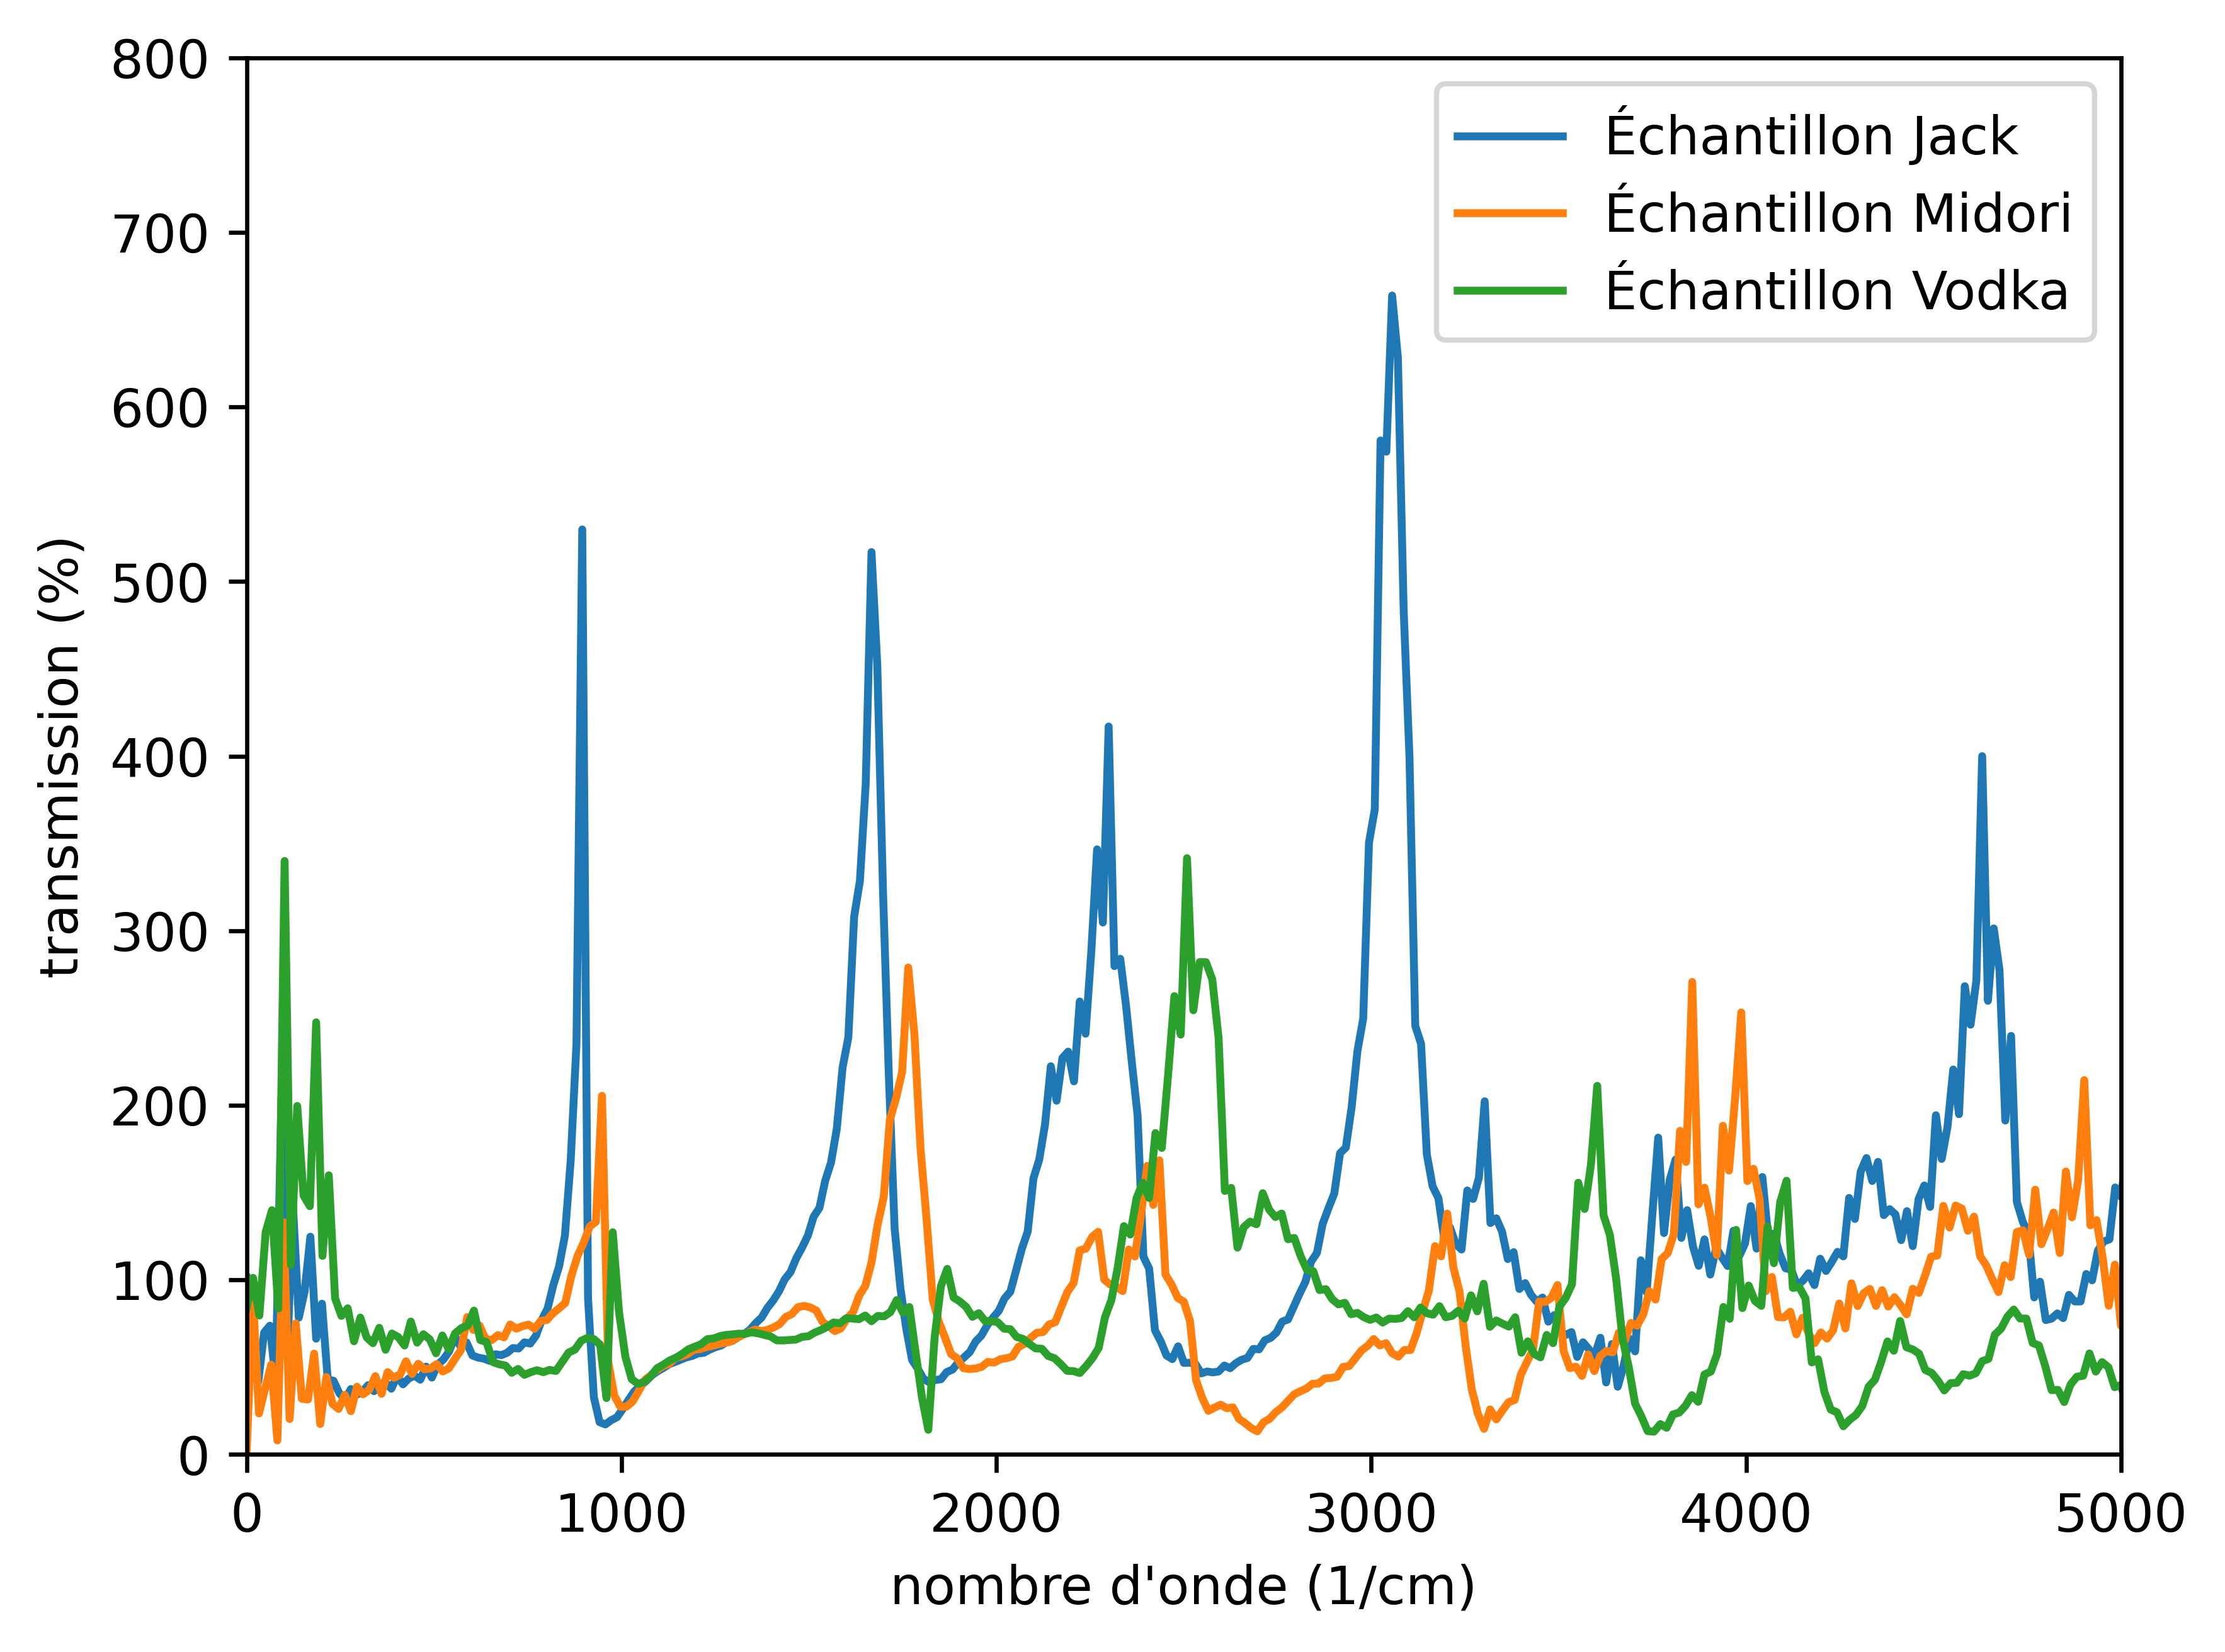 800
700
600
500
400
300
200
100
0
transmission (%)
Échantillon Jack
Échantillon Midori
Échantillon Vodka
0 1000 2000 3000 4000 5000
nombre d'onde (1/cm)